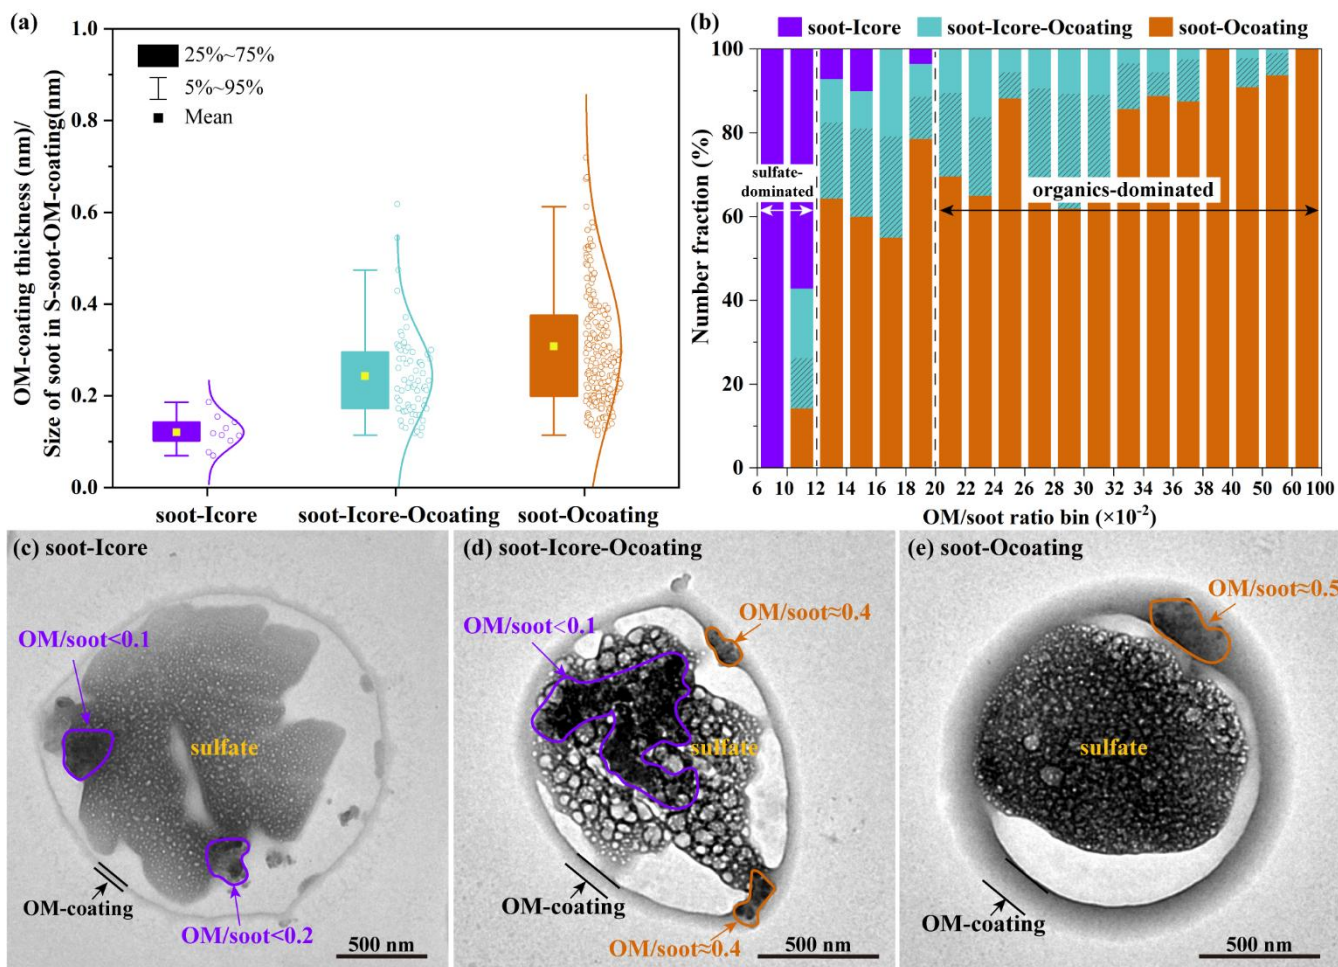 (a)
OM-coating thickness (nm)/
Size of soot in S-soot-OM-coating(nm)
1.0
0.8
0.6
0.4
0.2
0.0
25%~75%
5%~95%
Mean
soot-Icore
soot-Icore-Ocoating
soot-Ocoating
(b)
soot-Icore
soot-Icore-Ocoating
soot-Ocoating
Number fraction (%)
100
80
60
40
20
0
sulfate-
dominated
organics-dominated
6 10 12 14 16 18 20 22 24 26 28 30 32 34 36 38 40 50 60 100
OM/soot ratio bin (×10⁻²)
(c) soot-Icore
OM/soot<0.1
sulfate
OM-coating
OM/soot<0.2
500 nm
(d) soot-Icore-Ocoating
OM/soot<0.1
OM/soot≈0.4
sulfate
OM-coating
OM/soot≈0.4
500 nm
(e) soot-Ocoating
OM/soot≈0.5
sulfate
OM-coating
500 nm